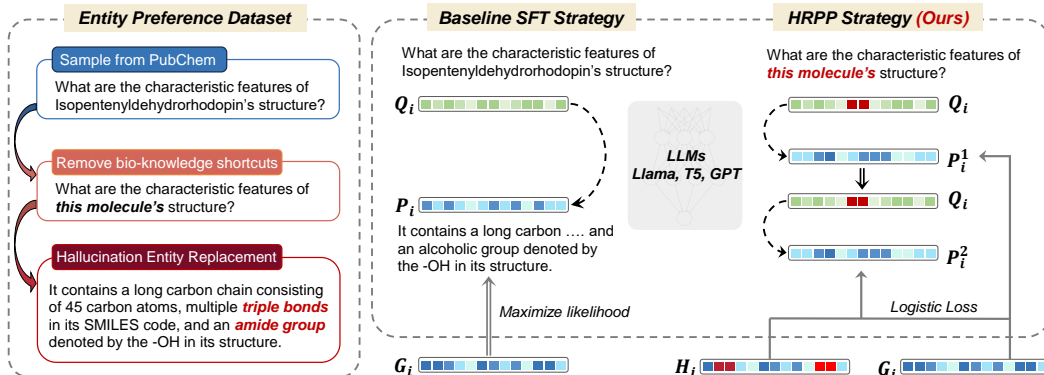 Entity Preference Dataset
Sample from PubChem
What are the characteristic features of
Isopentenyldehydrorhodopin's structure?
Remove bio-knowledge shortcuts
What are the characteristic features of
this molecule's structure?
Hallucination Entity Replacement
It contains a long carbon chain consisting
of 45 carbon atoms, multiple triple bonds
in its SMILES code, and an amide group
denoted by the -OH in its structure.
Baseline SFT Strategy
What are the characteristic features of
Isopentenyldehydrorhodopin's structure?
Q_i
P_i
It contains a long carbon .... and
an alcoholic group denoted by
the -OH in its structure.
Maximize likelihood
G_i
LLMs
Llama, T5, GPT
HRPP Strategy (Ours)
What are the characteristic features of
this molecule's structure?
Q_i
P_i^1
Q_i
P_i^2
Logistic Loss
H_i
G_i